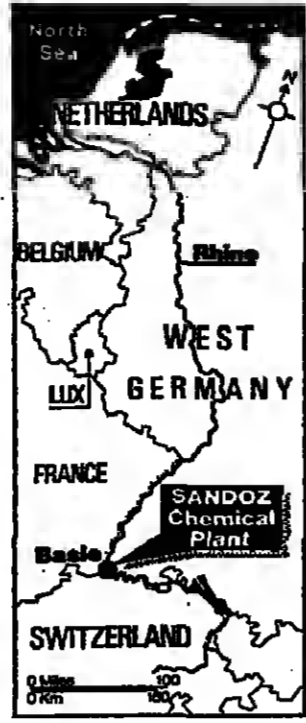 North
Sea
N
NETHERLANDS
BELGIUM
Rhine
WEST
GERMANY
LUX
FRANCE
SANDOZ
Chemical
Plant
Basle
SWITZERLAND
0 Miles 100
0 Km